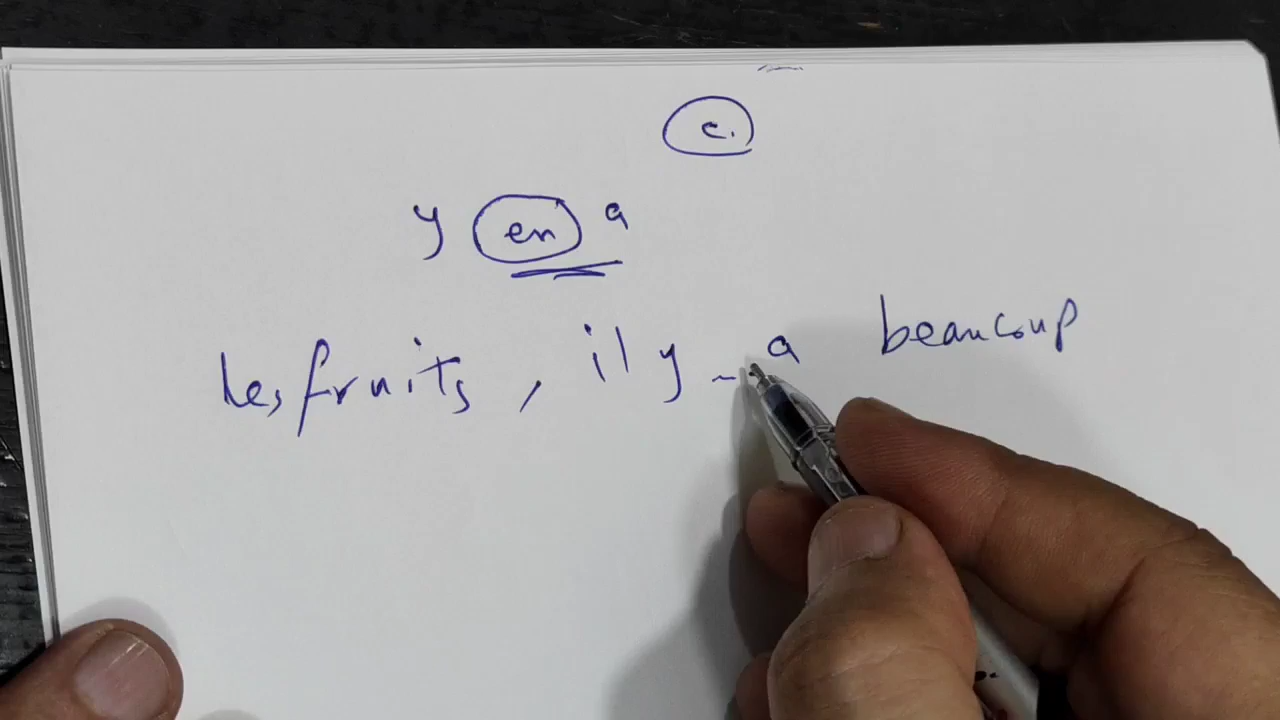 c.
y en a
les fruits, il y _ a beaucoup